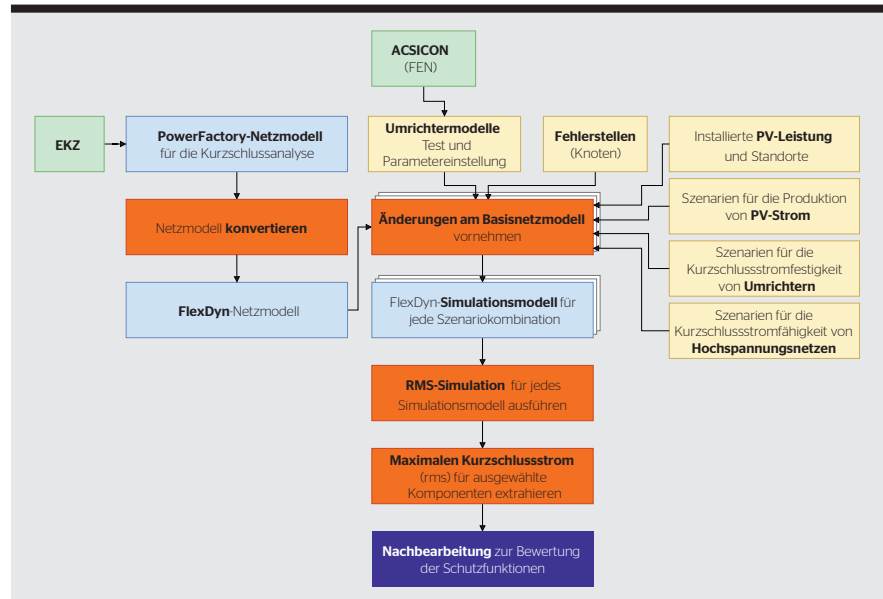 ACSICON
(FEN)
EKZ
PowerFactory-Netzmodell
für die Kurzschlussanalyse
Umrichtermodelle
Test und
Parametereinstellung
Fehlerstellen
(Knoten)
Installierte PV-Leistung
und Standorte
Netzmodell konvertieren
Änderungen am Basisnetzmodell
vornehmen
Szenarien für die Produktion
von PV-Strom
Szenarien für die
Kurzschlussstromfestigkeit
von Umrichtern
FlexDyn-Netzmodell
FlexDyn-Simulationsmodell für
jede Szenariokombination
Szenarien für die
Kurzschlussstromfähigkeit von
Hochspannungsnetzen
RMS-Simulation für jedes
Simulationsmodell ausführen
Maximalen Kurzschlussstrom
(rms) für ausgewählte
Komponenten extrahieren
Nachbearbeitung zur Bewertung
der Schutzfunktionen